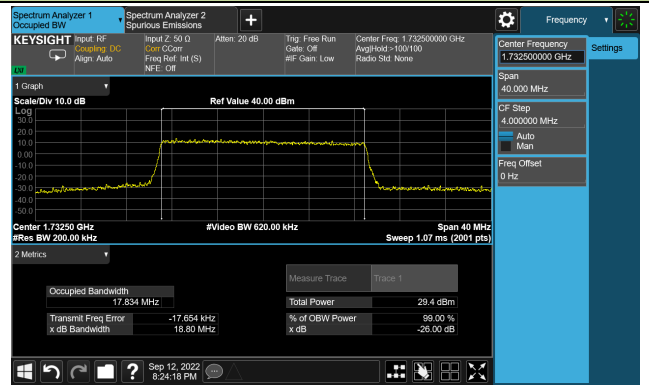 Spectrum Analyzer 1
Occupied BW
Spectrum Analyzer 2
Spurious Emissions
Frequency
KEYSIGHT
Input: RF
Coupling: DC
Align: Auto
Input Z: 50 Ω
Corr CCorr
Freq Ref: Int (S)
NFE: Off
Atten: 20 dB
Trig: Free Run
Gate: Off
#IF Gain: Low
Center Freq: 1.732500000 GHz
Avg|Hold:>100/100
Radio Std: None
Center Frequency
1.732500000 GHz
Settings
Span
40.000 MHz
CF Step
4.000000 MHz
Auto
Man
Freq Offset
0 Hz
1 Graph
Scale/Div 10.0 dB
Ref Value 40.00 dBm
Log
30.0
20.0
10.0
0.00
-10.0
-20.0
-30.0
-40.0
-50.0
Center 1.73250 GHz
#Video BW 620.00 kHz
Span 40 MHz
#Res BW 200.00 kHz
Sweep 1.07 ms (2001 pts)
2 Metrics
Measure Trace
Trace 1
Occupied Bandwidth
17.834 MHz
Total Power
29.4 dBm
Transmit Freq Error
-17.654 kHz
% of OBW Power
99.00 %
x dB Bandwidth
18.80 MHz
x dB
-26.00 dB
?
Sep 12, 2022
8:24:18 PM